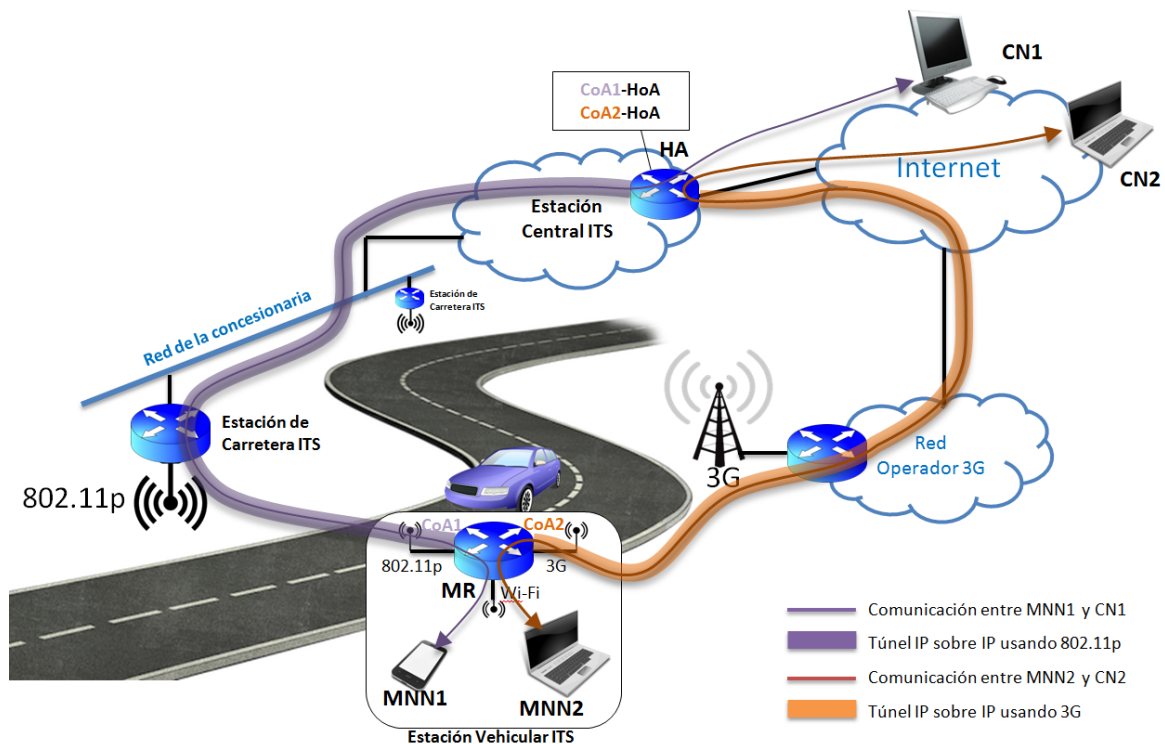 CN1
CoA1-HoA
CoA2-HoA
HA
Internet
CN2
Estación
Central ITS
Estación de
Carretera ITS
Red de la concesionaria
Estación de
Carretera ITS
802.11p
3G
Red
Operador 3G
CoA1
CoA2
802.11p
3G
MR
Wi-Fi
MNN1
MNN2
Estación Vehicular ITS
Comunicación entre MNN1 y CN1
Túnel IP sobre IP usando 802.11p
Comunicación entre MNN2 y CN2
Túnel IP sobre IP usando 3G